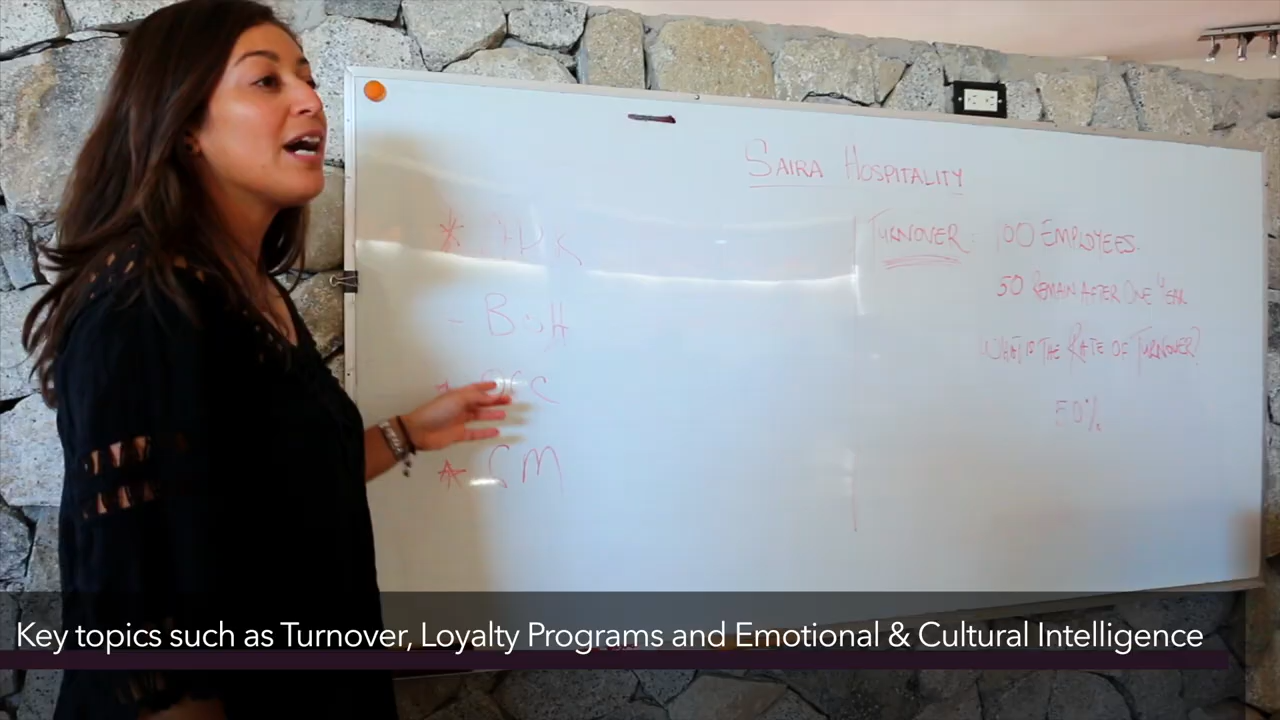 SAIRA HOSPITALITY
- B H
* CM
TURNOVER: 100 EMPLOYEES.
50 REMAIN AFTER ONE YEAR
WHAT IS THE RATE OF TURNOVER?
50%
Key topics such as Turnover, Loyalty Programs and Emotional & Cultural Intelligence